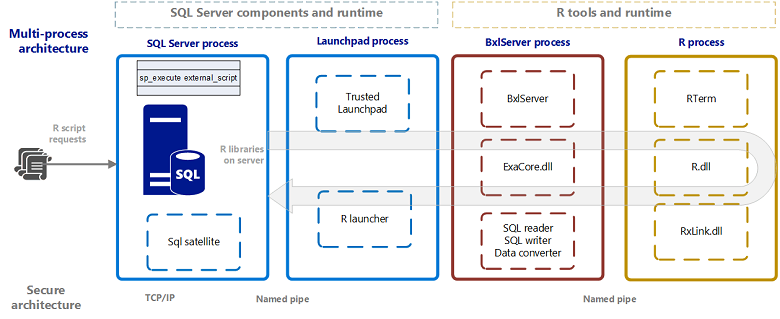 SQL Server components and runtime
R tools and runtime
Multi-process
architecture
SQL Server process
Launchpad process
BxlServer process
R process
sp_execute external_script
Trusted
Launchpad
BxlServer
RTerm
R script
requests
R libraries
on server
SQL
ExaCore.dll
R.dll
Sql satellite
R launcher
SQL reader
SQL writer
Data converter
RxLink.dll
Secure
architecture
TCP/IP
Named pipe
Named pipe